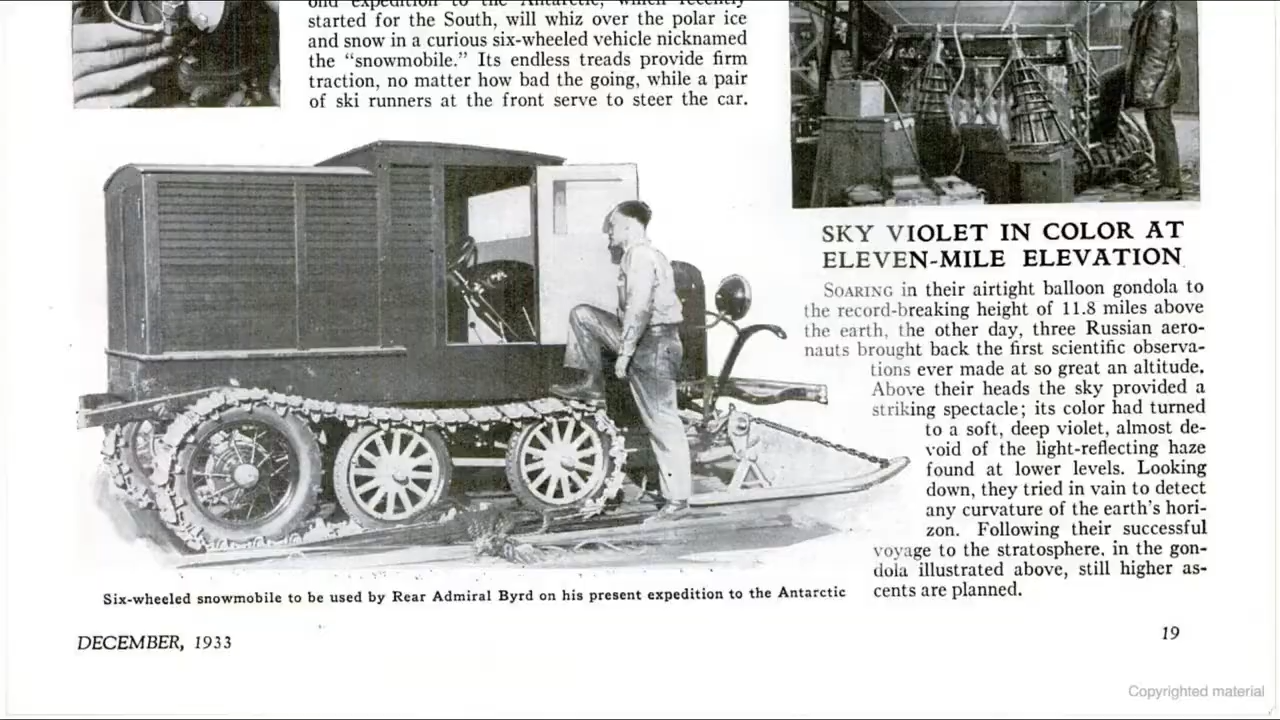 ond expedition to the Antarctic, which recently
started for the South, will whiz over the polar ice
and snow in a curious six-wheeled vehicle nicknamed
the “snowmobile.” Its endless treads provide firm
traction, no matter how bad the going, while a pair
of ski runners at the front serve to steer the car.
Six-wheeled snowmobile to be used by Rear Admiral Byrd on his present expedition to the Antarctic
SKY VIOLET IN COLOR AT
ELEVEN-MILE ELEVATION
SOARING in their airtight balloon gondola to
the record-breaking height of 11.8 miles above
the earth, the other day, three Russian aero-
nauts brought back the first scientific observa-
tions ever made at so great an altitude.
Above their heads the sky provided a
striking spectacle; its color had turned
to a soft, deep violet, almost de-
void of the light-reflecting haze
found at lower levels. Looking
down, they tried in vain to detect
any curvature of the earth's hori-
zon. Following their successful
voyage to the stratosphere, in the gon-
dola illustrated above, still higher as-
cents are planned.
DECEMBER, 1933
19
Copyrighted material